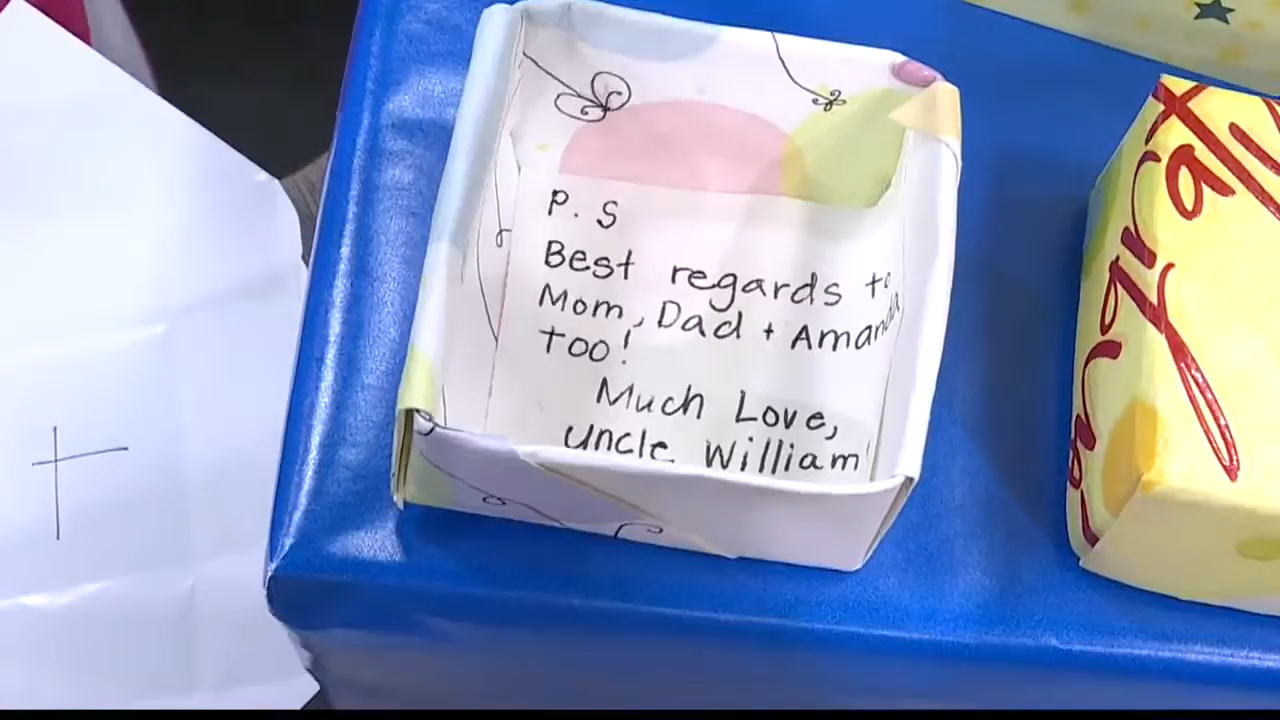 P. S
Best regards to
Mom, Dad + Amanda
too!
Much Love,
Uncle William